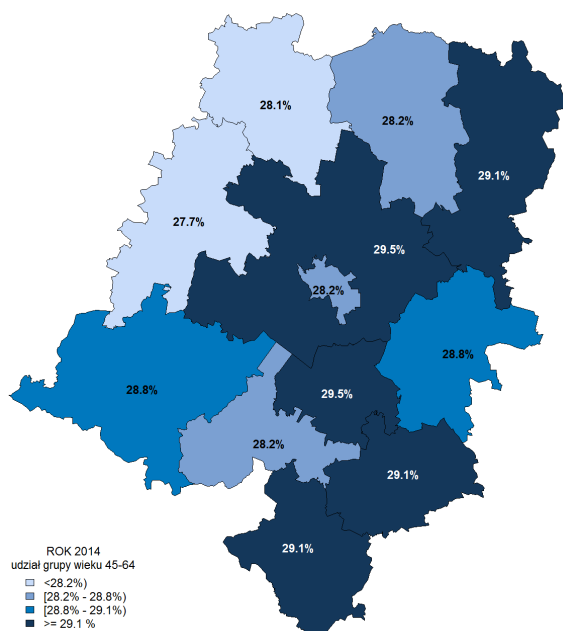 28.1%
28.2%
29.1%
27.7%
29.5%
28.2%
28.8%
28.8%
29.5%
28.2%
29.1%
29.1%
ROK 2014
udział grupy wieku 45-64
<28.2%)
[28.2% - 28.8%)
[28.8% - 29.1%)
>= 29.1 %